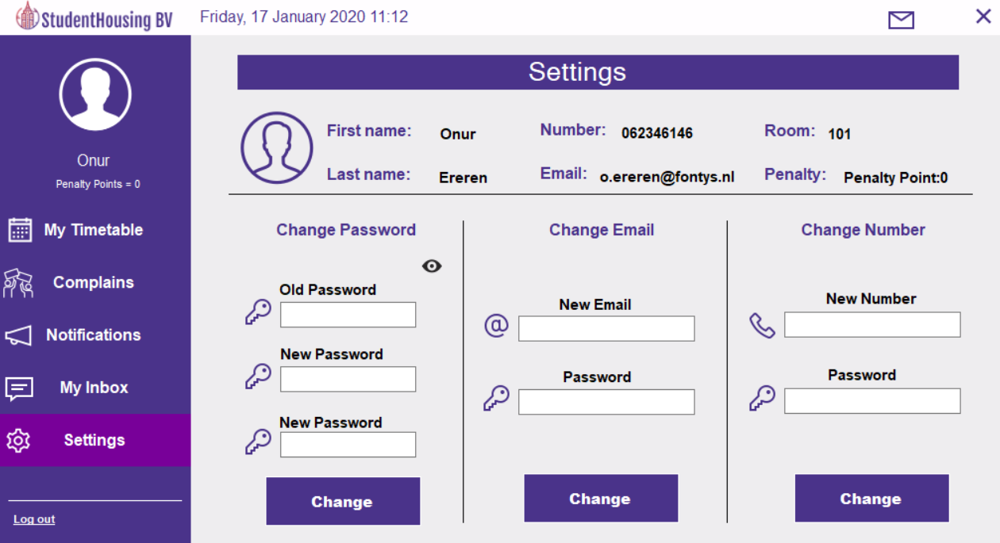 StudentHousing BV
Friday, 17 January 2020 11:12
Onur
Penalty Points = 0
My Timetable
Complains
Notifications
My Inbox
Settings
Log out
Settings
First name: Onur Number: 062346146 Room: 101
Last name: Ereren Email: o.ereren@fontys.nl Penalty: Penalty Point:0
Change Password
Old Password
New Password
New Password
Change
Change Email
New Email
Password
Change
Change Number
New Number
Password
Change